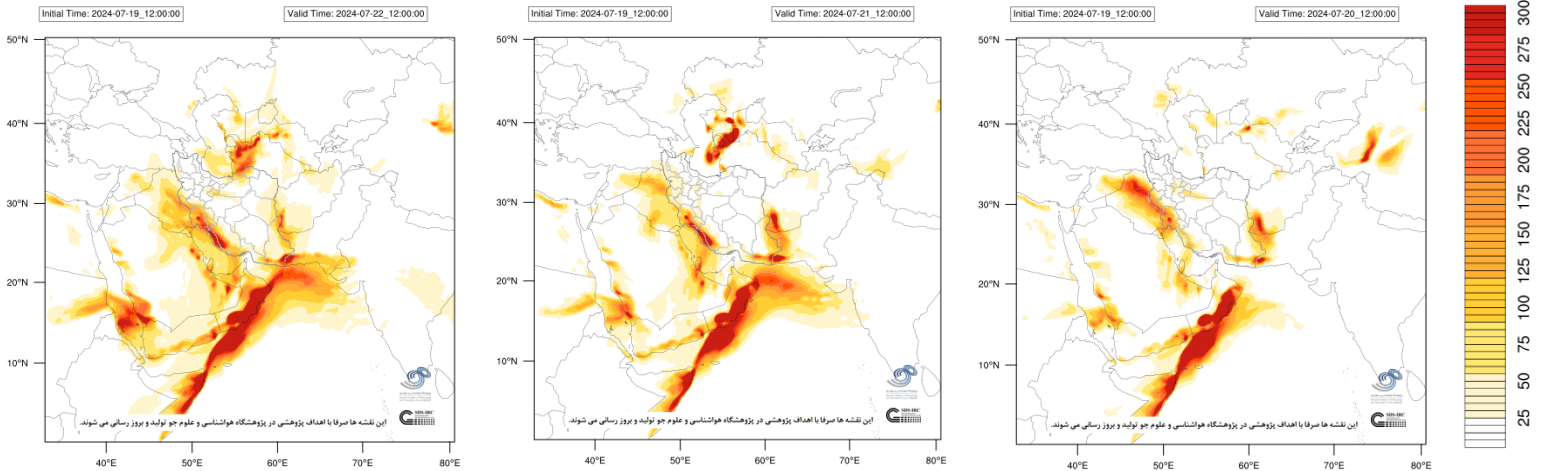 Initial Time: 2024-07-19_12:00:00 Valid Time: 2024-07-22_12:00:00
50°N
40°N
30°N
20°N
10°N
40°E 50°E 60°E 70°E 80°E
SDS-IRC
این نقشه ها صرفا با اهداف پژوهشی در پژوهشگاه هواشناسی و علوم جو تولید و بروز رسانی می شوند.
Initial Time: 2024-07-19_12:00:00 Valid Time: 2024-07-21_12:00:00
50°N
40°N
30°N
20°N
10°N
40°E 50°E 60°E 70°E 80°E
SDS-IRC
این نقشه ها صرفا با اهداف پژوهشی در پژوهشگاه هواشناسی و علوم جو تولید و بروز رسانی می شوند.
Initial Time: 2024-07-19_12:00:00 Valid Time: 2024-07-20_12:00:00
50°N
40°N
30°N
20°N
10°N
40°E 50°E 60°E 70°E 80°E
SDS-IRC
این نقشه ها صرفا با اهداف پژوهشی در پژوهشگاه هواشناسی و علوم جو تولید و بروز رسانی می شوند.
300
275
250
225
200
175
150
125
100
75
50
25